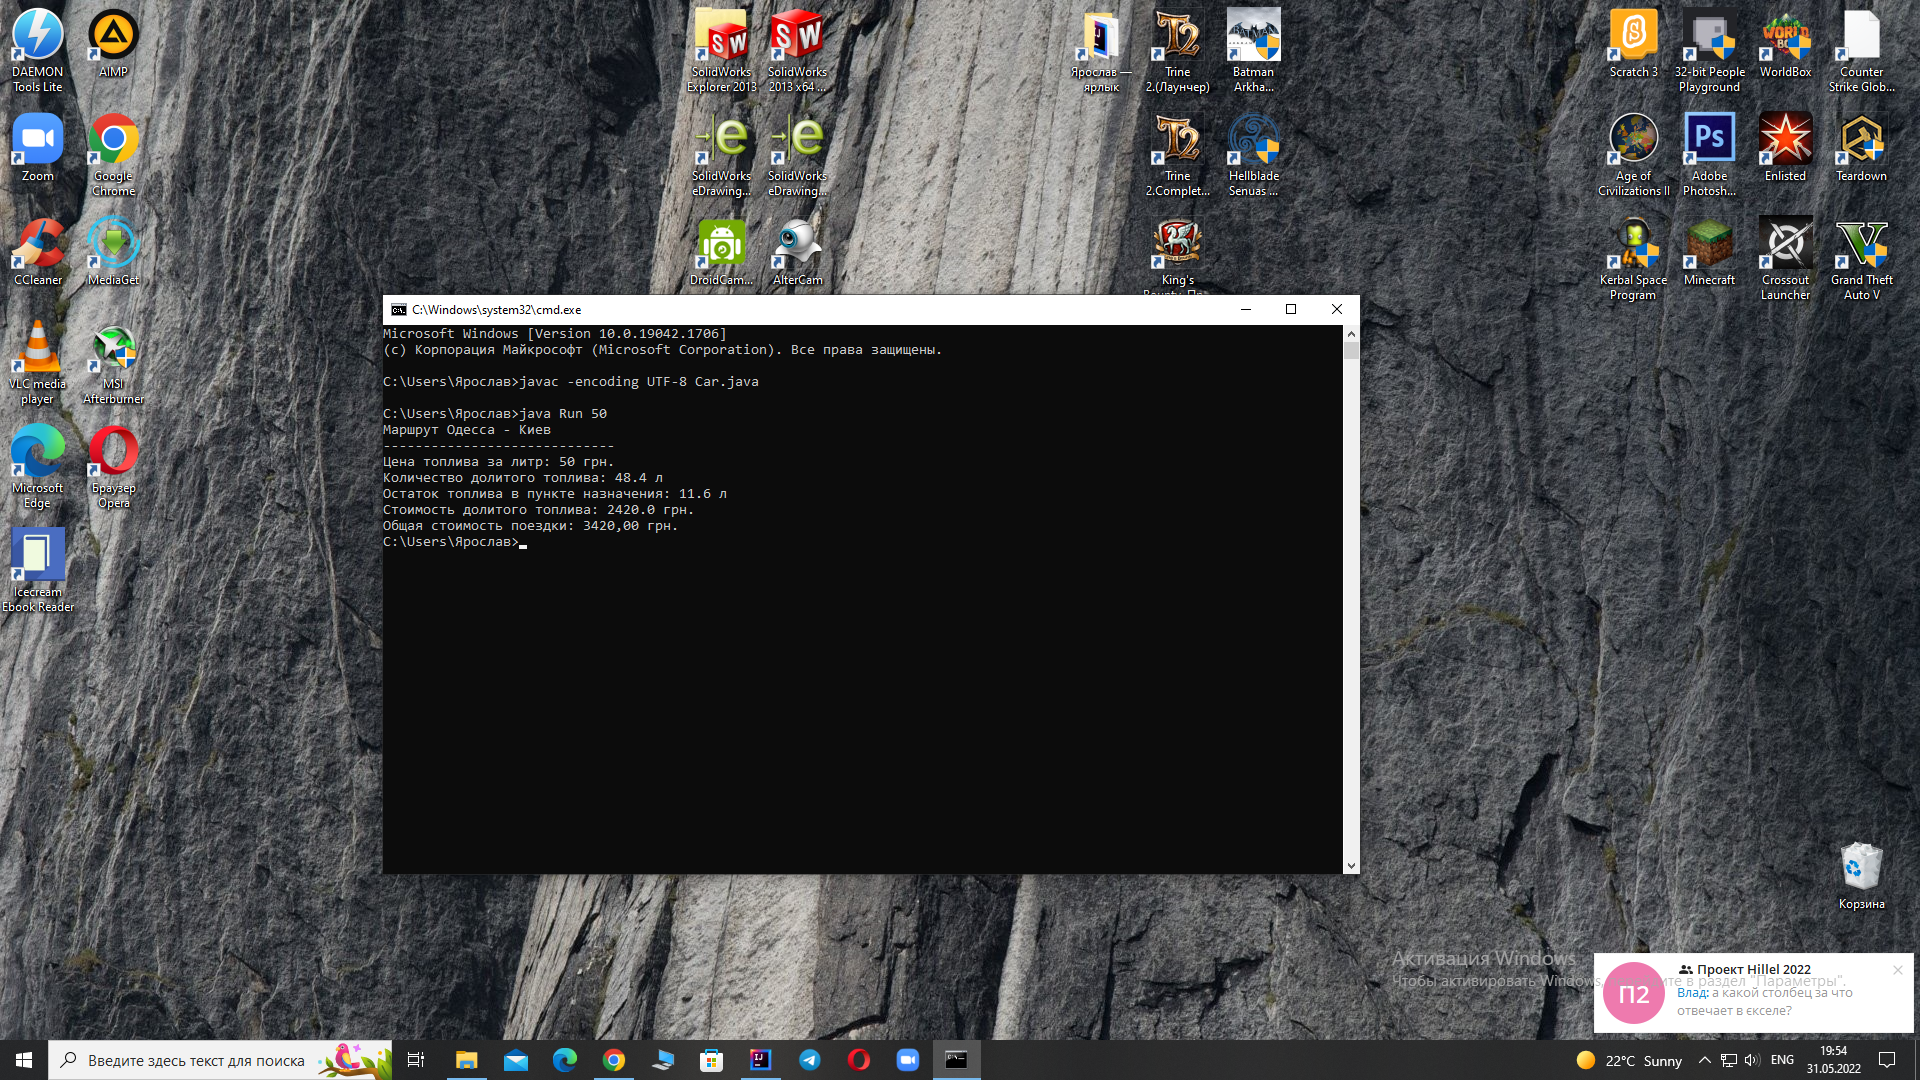 DAEMON
Tools Lite
AIMP
SolidWorks
Explorer 2013
SolidWorks
2013 x64 ...
Ярослав —
ярлык
Trine
2.(Лаунчер)
Batman
Arkha...
Scratch 3
32-bit People
Playground
WorldBox
Counter
Strike Glob...
Zoom
Google
Chrome
SolidWorks
eDrawing...
SolidWorks
eDrawing...
Trine
2.Complet...
Hellblade
Senuas ...
Age of
Civilizations II
Adobe
Photosh...
Enlisted
Teardown
CCleaner
MediaGet
DroidCam...
AlterCam
King's
Kerbal Space
Program
Minecraft
Crossout
Launcher
Grand Theft
Auto V
VLC media
player
MSI
Afterburner
Microsoft
Edge
Браузер
Opera
Icecream
Ebook Reader
C:\Windows\system32\cmd.exe
Microsoft Windows [Version 10.0.19042.1706]
(c) Корпорация Майкрософт (Microsoft Corporation). Все права защищены.
C:\Users\Ярослав>javac -encoding UTF-8 Car.java
C:\Users\Ярослав>java Run 50
Маршрут Одесса - Киев
-----------------------------
Цена топлива за литр: 50 грн.
Количество долитого топлива: 48.4 л
Остаток топлива в пункте назначения: 11.6 л
Стоимость долитого топлива: 2420.0 грн.
Общая стоимость поездки: 3420,00 грн.
C:\Users\Ярослав>
Корзина
Активация Windows
Чтобы активировать Windows, в раздел "Параметры".
П2
Проект Hillel 2022
Влад: а какой столбец за что
отвечает в єкселе?
Введите здесь текст для поиска
22°C Sunny
ENG
19:54
31.05.2022